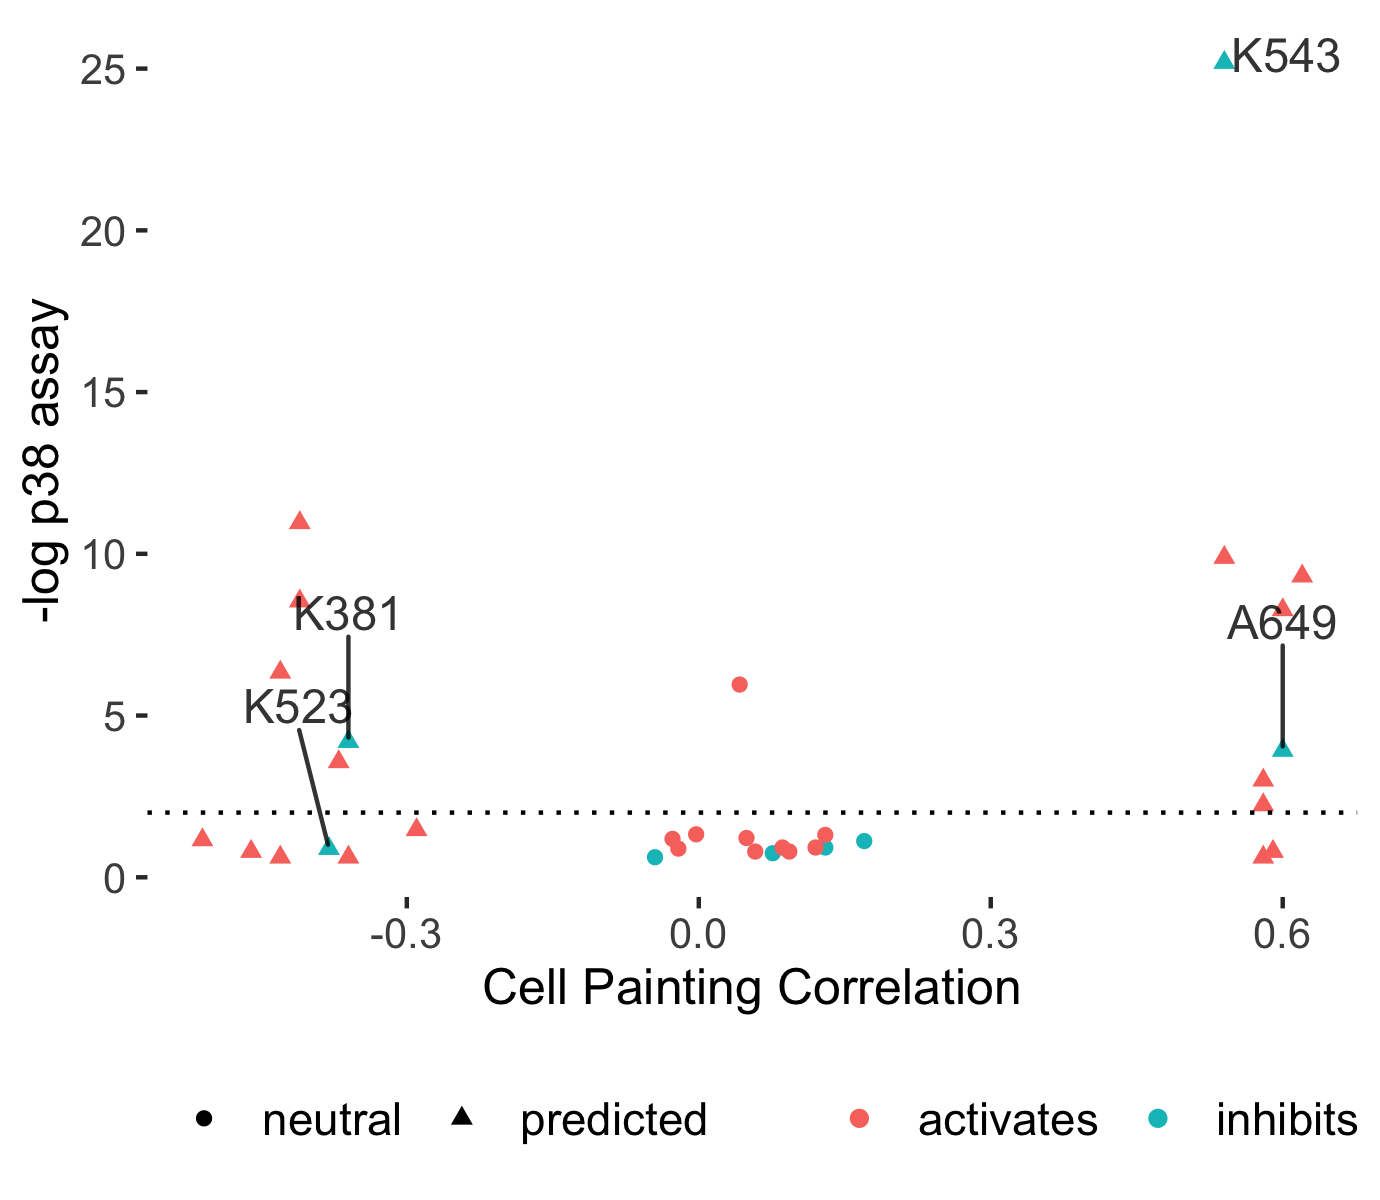 K543
25
20
15
10
5
0
-log p38 assay
K381
K523
A649
-0.3 0.0 0.3 0.6
Cell Painting Correlation
neutral predicted activates inhibits